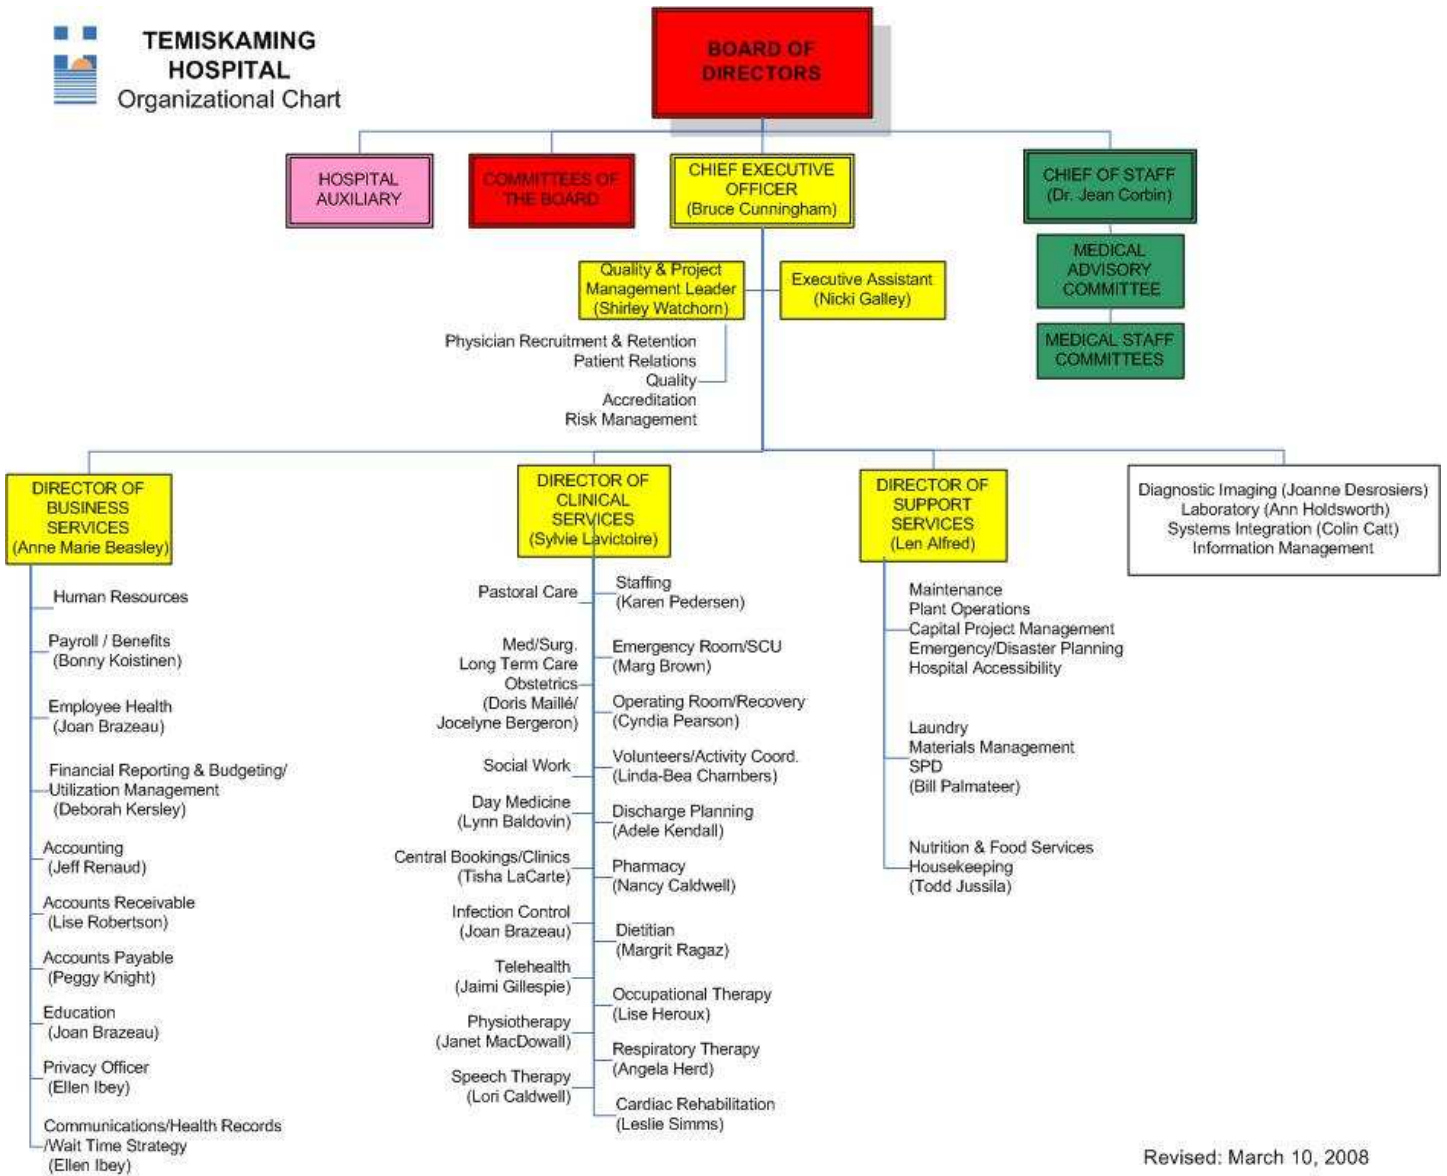 TEMISKAMING
HOSPITAL
Organizational Chart
BOARD OF
DIRECTORS
HOSPITAL
AUXILIARY
COMMITTEES OF
THE BOARD
CHIEF EXECUTIVE
OFFICER
(Bruce Cunningham)
CHIEF OF STAFF
(Dr. Jean Corbin)
MEDICAL
ADVISORY
COMMITTEE
MEDICAL STAFF
COMMITTEES
Quality & Project
Management Leader
(Shirley Watchorn)
Executive Assistant
(Nicki Galley)
Physician Recruitment & Retention
Patient Relations
Quality
Accreditation
Risk Management
DIRECTOR OF
BUSINESS
SERVICES
(Anne Marie Beasley)
Human Resources
Payroll / Benefits
(Bonny Koistinen)
Employee Health
(Joan Brazeau)
Financial Reporting & Budgeting/
Utilization Management
(Deborah Kersley)
Accounting
(Jeff Renaud)
Accounts Receivable
(Lise Robertson)
Accounts Payable
(Peggy Knight)
Education
(Joan Brazeau)
Privacy Officer
(Ellen Ibey)
Communications/Health Records
/Wait Time Strategy
(Ellen Ibey)
DIRECTOR OF
CLINICAL
SERVICES
(Sylvie Lavictoire)
Pastoral Care
Med/Surg.
Long Term Care
Obstetrics
(Doris Maillé/
Jocelyne Bergeron)
Social Work
Day Medicine
(Lynn Baldovin)
Central Bookings/Clinics
(Tisha LaCarte)
Infection Control
(Joan Brazeau)
Telehealth
(Jaimi Gillespie)
Physiotherapy
(Janet MacDowall)
Speech Therapy
(Lori Caldwell)
Staffing
(Karen Pedersen)
Emergency Room/SCU
(Marg Brown)
Operating Room/Recovery
(Cyndia Pearson)
Volunteers/Activity Coord.
(Linda-Bea Chambers)
Discharge Planning
(Adele Kendall)
Pharmacy
(Nancy Caldwell)
Dietitian
(Margrit Ragaz)
Occupational Therapy
(Lise Heroux)
Respiratory Therapy
(Angela Herd)
Cardiac Rehabilitation
(Leslie Simms)
DIRECTOR OF
SUPPORT
SERVICES
(Len Alfred)
Maintenance
Plant Operations
Capital Project Management
Emergency/Disaster Planning
Hospital Accessibility
Laundry
Materials Management
SPD
(Bill Palmateer)
Nutrition & Food Services
Housekeeping
(Todd Jussila)
Diagnostic Imaging (Joanne Desrosiers)
Laboratory (Ann Holdsworth)
Systems Integration (Colin Catt)
Information Management
Revised: March 10, 2008